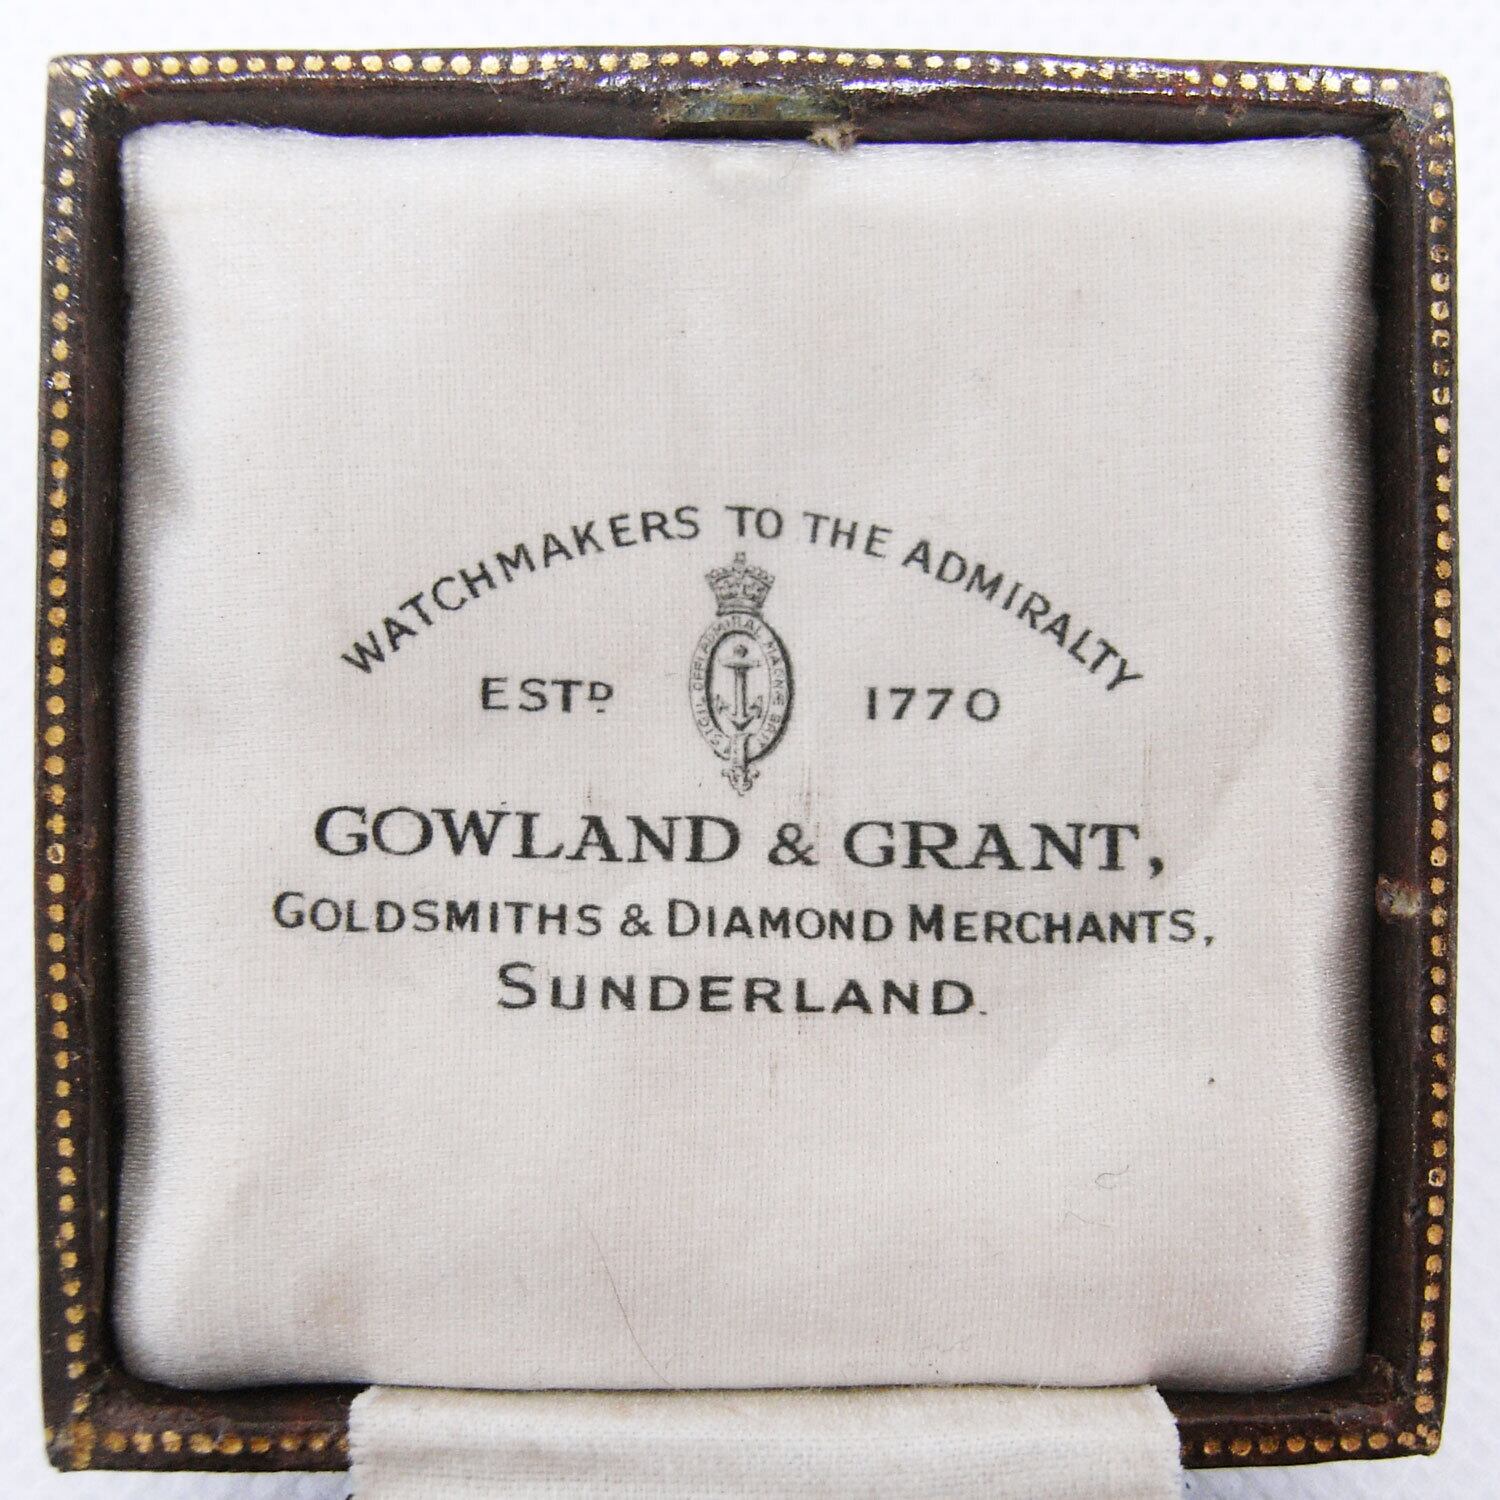 WATCHMAKERS TO THE ADMIRALTY
ESTD 1770
GOWLAND & GRANT,
GOLDSMITHS & DIAMOND MERCHANTS,
SUNDERLAND.